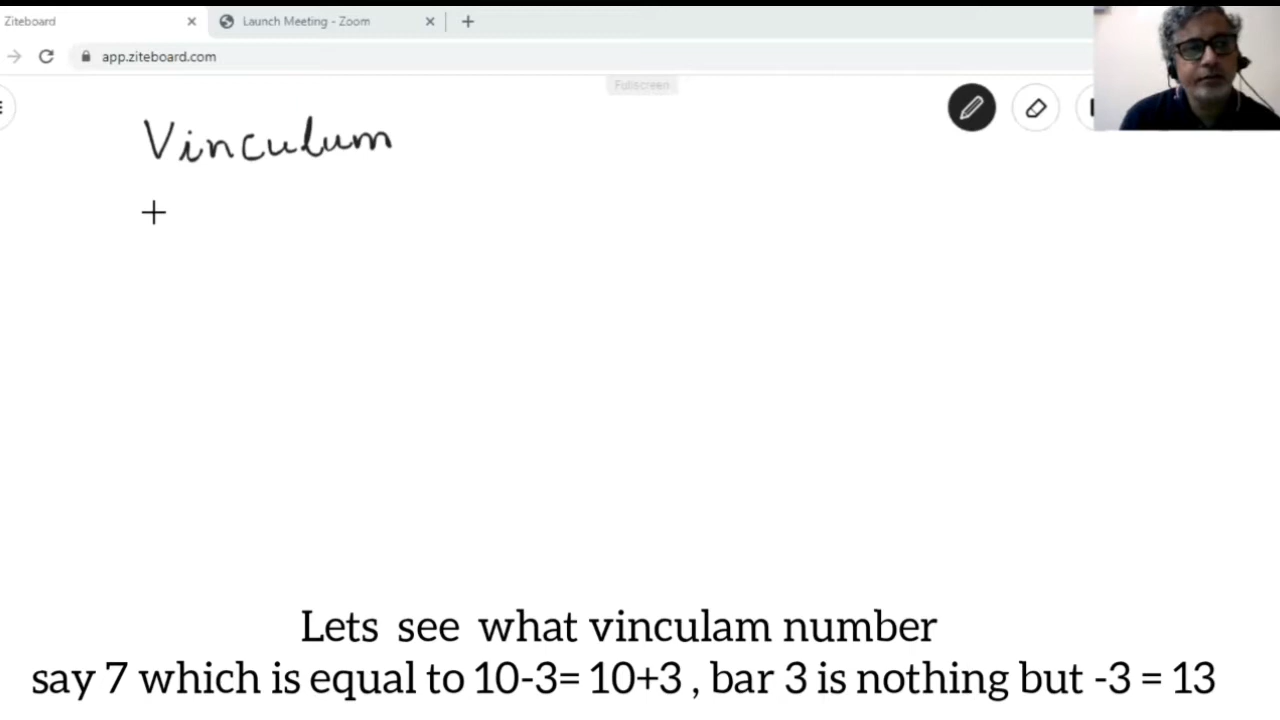 Ziteboard
Launch Meeting - Zoom
app.ziteboard.com
Fullscreen
Vinculum
Lets see what vinculam number
say 7 which is equal to 10-3= 10+3 , bar 3 is nothing but -3 = 13